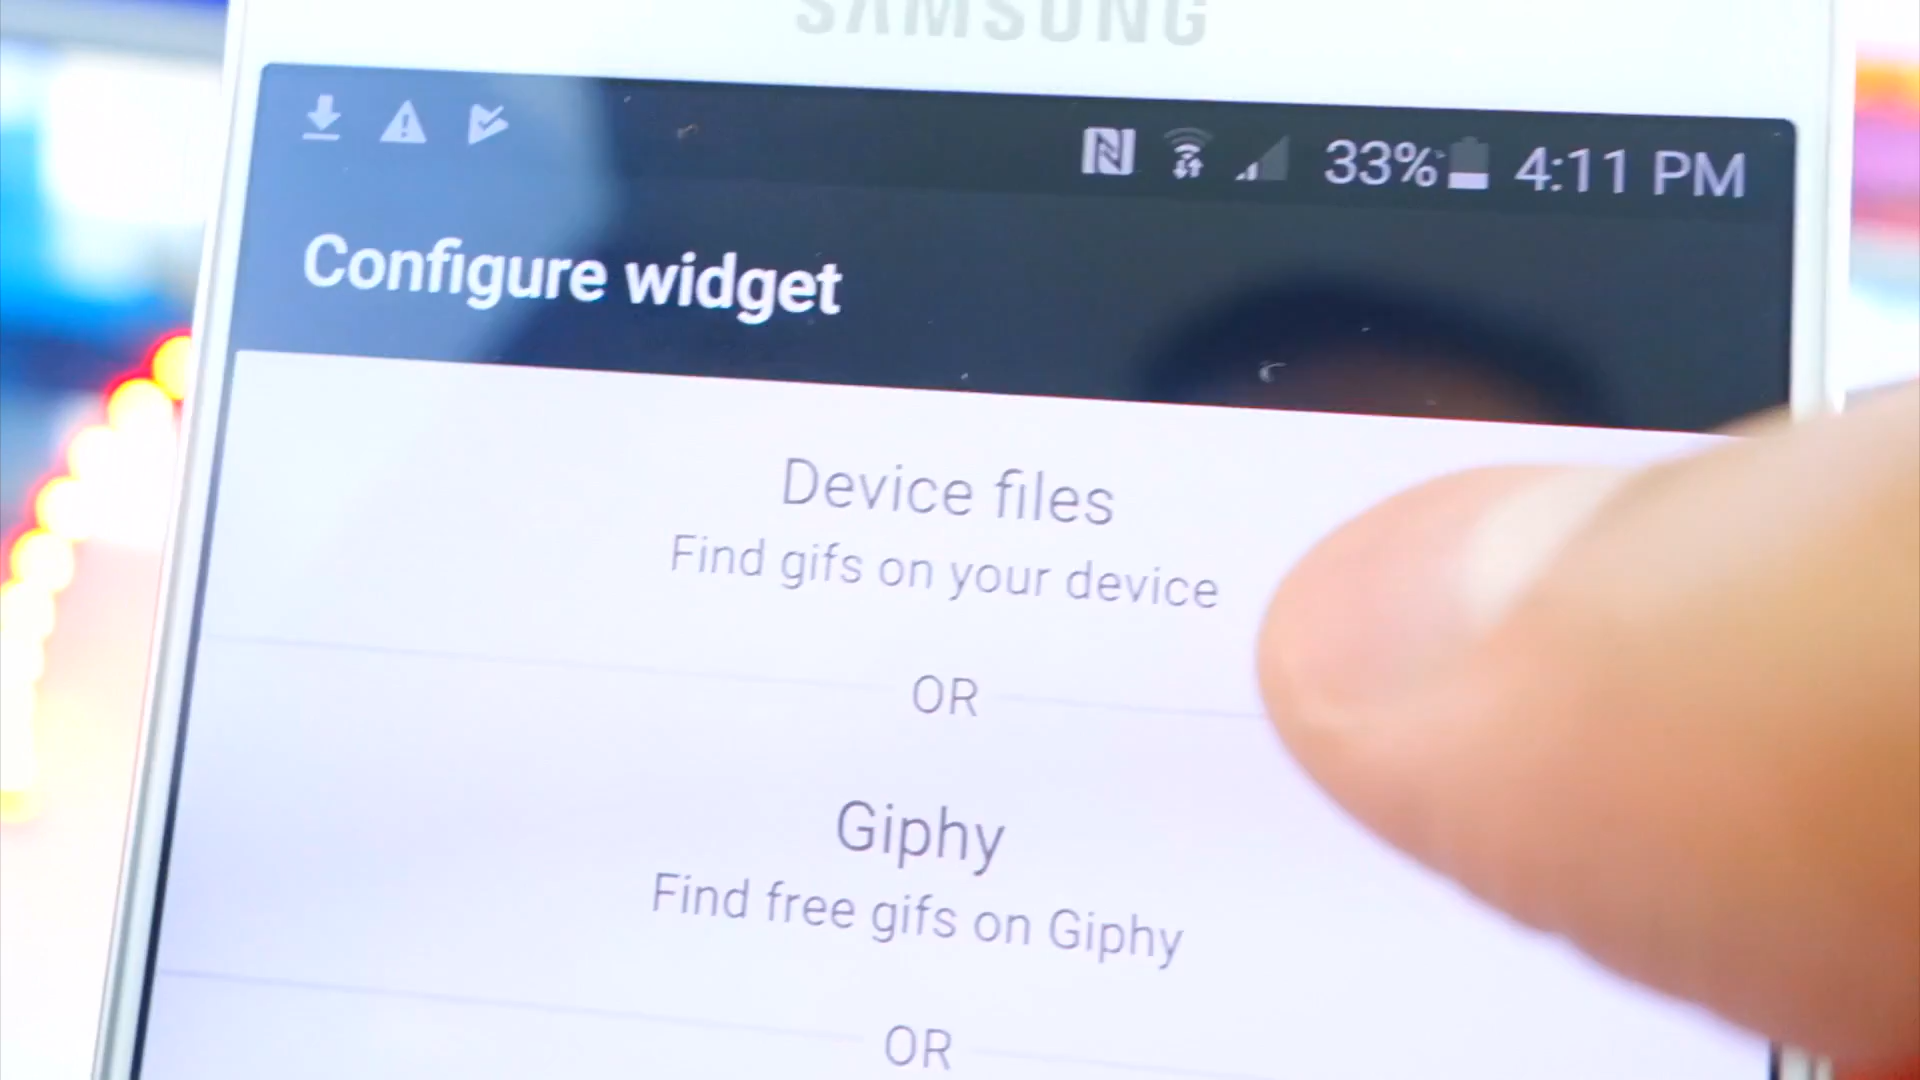 SAMSUNG
33% 4:11 PM
Configure widget
Device files
Find gifs on your device
OR
Giphy
Find free gifs on Giphy
OR